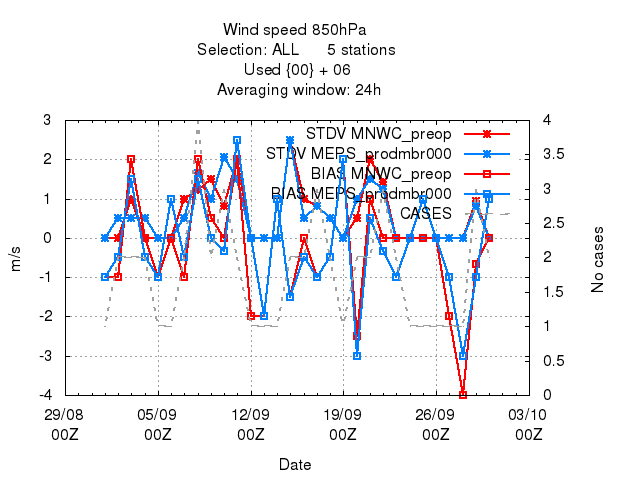 Wind speed 850hPa
Selection: ALL 5 stations
Used {00} + 06
Averaging window: 24h
STDV MNWC_preop
STDV MEPS_prodmbr000
BIAS MNWC_preop
BIAS MEPS_prodmbr000
CASES
3
2
1
0
-1
-2
-3
-4
m/s
4
3.5
3
2.5
2
1.5
1
0.5
0
No cases
29/08 05/09 12/09 19/09 26/09 03/10
00Z 00Z 00Z 00Z 00Z 00Z
Date